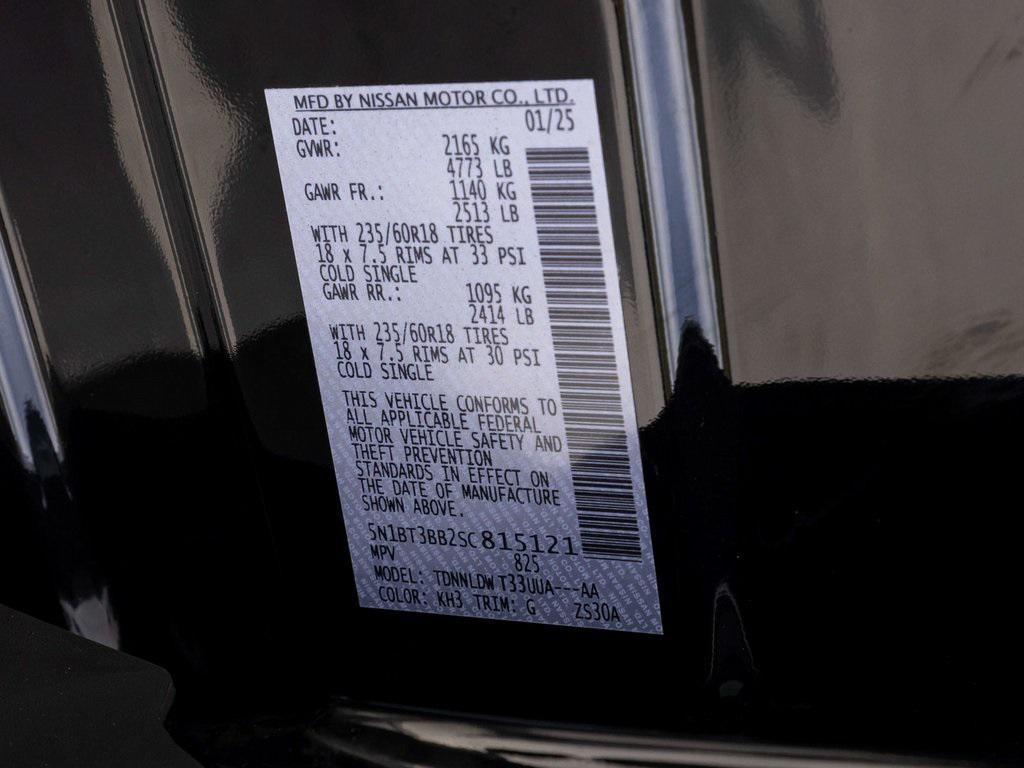 MFD BY NISSAN MOTOR CO., LTD.
DATE: 01/25
GVWR: 2165 KG
4773 LB
GAWR FR.: 1140 KG
2513 LB
WITH 235/60R18 TIRES
18 x 7.5 RIMS AT 33 PSI
COLD SINGLE
GAWR RR.: 1095 KG
2414 LB
WITH 235/60R18 TIRES
18 x 7.5 RIMS AT 30 PSI
COLD SINGLE
THIS VEHICLE CONFORMS TO
ALL APPLICABLE FEDERAL
MOTOR VEHICLE SAFETY AND
THEFT PREVENTION
STANDARDS IN EFFECT ON
THE DATE OF MANUFACTURE
SHOWN ABOVE.
5N1BT3BB2SC815121
MPV 825
MODEL: TDNNLDW T33UUA---AA
COLOR: KH3 TRIM: G ZS30A